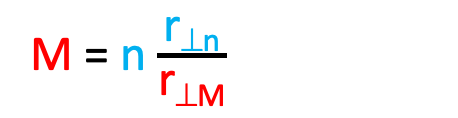 M = n r⊥n / r⊥M